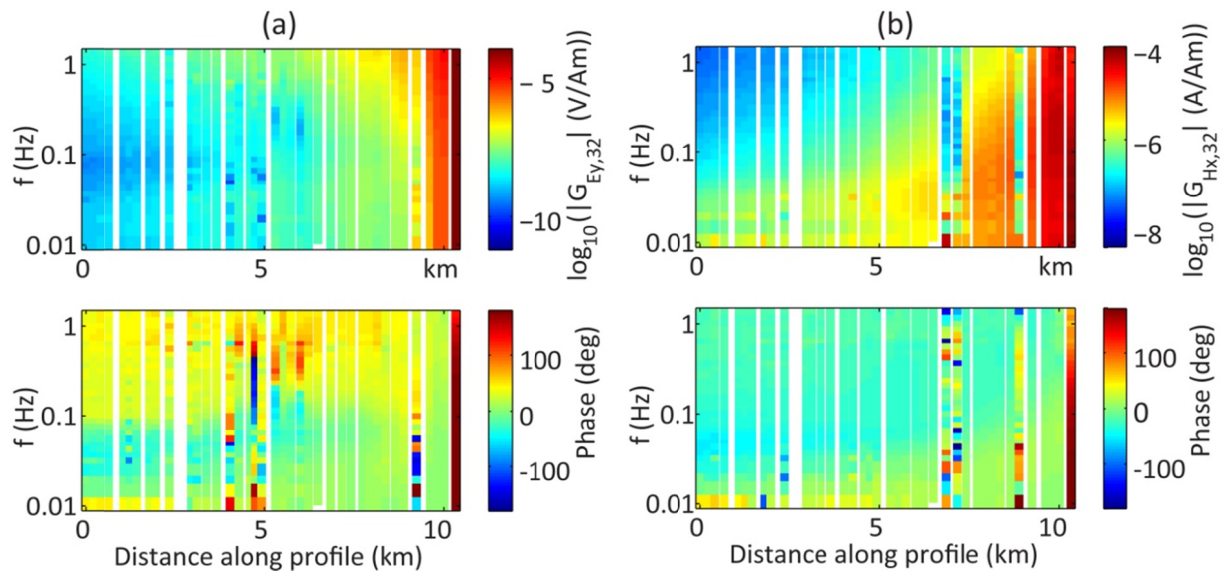 (a)
(b)
1
0.1
0.01
f (Hz)
0
5
km
−5
−10
log10(|G Ey,32| (V/Am))
1
0.1
0.01
f (Hz)
0
5
km
−4
−6
−8
log10(|G Hx,32| (A/Am))
1
0.1
0.01
f (Hz)
0
5
10
Distance along profile (km)
100
0
-100
Phase (deg)
1
0.1
0.01
f (Hz)
0
5
10
Distance along profile (km)
100
0
-100
Phase (deg)